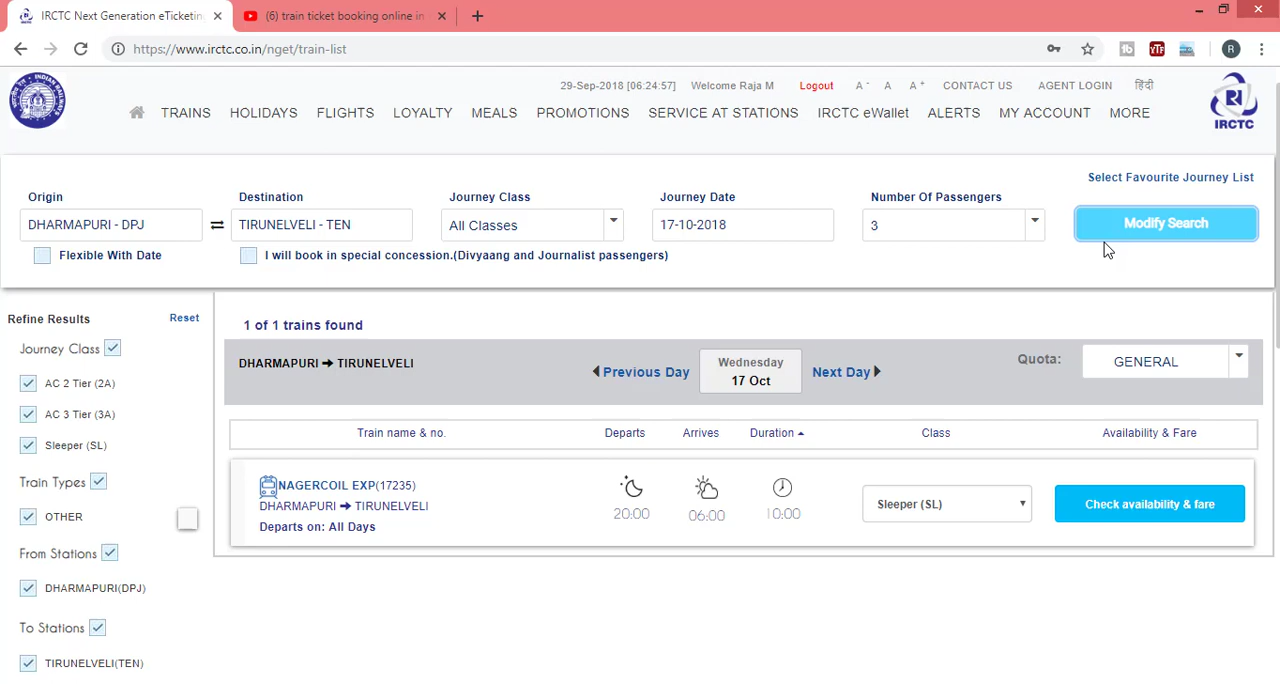 IRCTC Next Generation eTicketin
(6) train ticket booking online in
https://www.irctc.co.in/nget/train-list
R
29-Sep-2018 [06:24:57] Welcome Raja M Logout A- A A+ CONTACT US AGENT LOGIN हिंदी
TRAINS HOLIDAYS FLIGHTS LOYALTY MEALS PROMOTIONS SERVICE AT STATIONS IRCTC eWallet ALERTS MY ACCOUNT MORE
IRCTC
Select Favourite Journey List
Origin Destination Journey Class Journey Date Number Of Passengers
DHARMAPURI - DPJ TIRUNELVELI - TEN All Classes 17-10-2018 3 Modify Search
Flexible With Date I will book in special concession.(Divyaang and Journalist passengers)
Refine Results Reset
1 of 1 trains found
Journey Class
DHARMAPURI ➔ TIRUNELVELI Previous Day Wednesday Next Day Quota: GENERAL
17 Oct
AC 2 Tier (2A)
AC 3 Tier (3A)
Sleeper (SL)
Train name & no. Departs Arrives Duration Class Availability & Fare
Train Types
OTHER
NAGERCOIL EXP(17235)
DHARMAPURI ➔ TIRUNELVELI 20:00 06:00 10:00 Sleeper (SL) Check availability & fare
Departs on: All Days
From Stations
DHARMAPURI(DPJ)
To Stations
TIRUNELVELI(TEN)